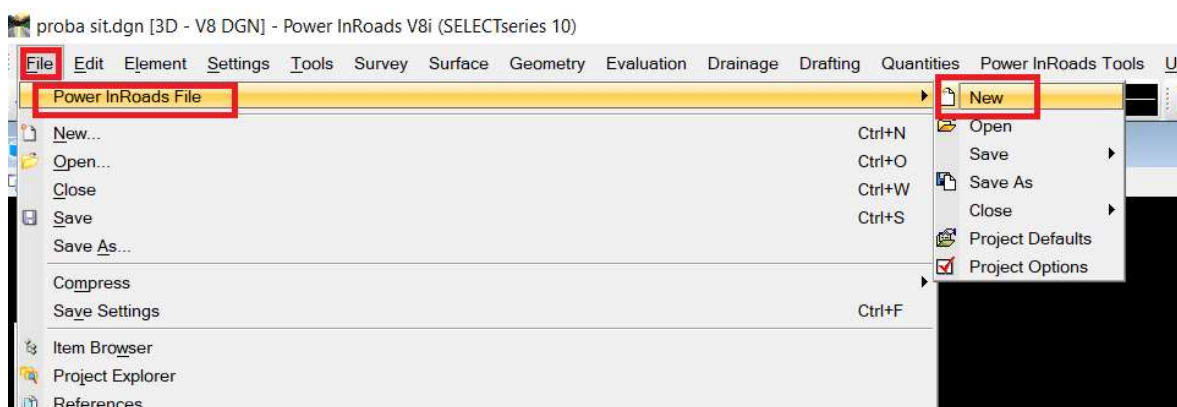 proba sit.dgn [3D - V8 DGN] - Power InRoads V8i (SELECTseries 10)
File Edit Element Settings Tools Survey Surface Geometry Evaluation Drainage Drafting Quantities Power InRoads Tools U
Power InRoads File
New
New... Ctrl+N
Open
Open... Ctrl+O
Save
Close Ctrl+W
Save As
Save Ctrl+S
Close
Save As...
Project Defaults
Compress
Project Options
Save Settings Ctrl+F
Item Browser
Project Explorer
References